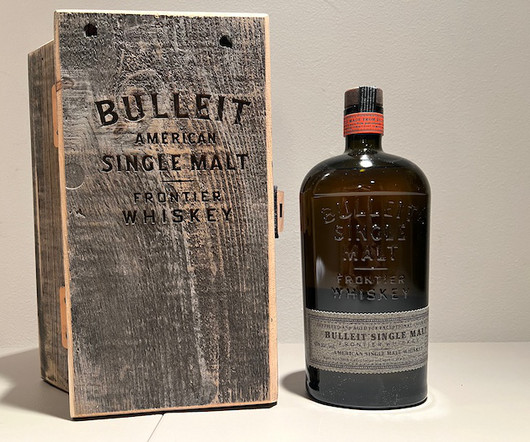 BULLEIT
AMERICAN
SINGLE MALT
FRONTIER
WHISKEY
BULLEIT
SINGLE
MALT
FRONTIER
WHISKEY
BULLEIT SINGLE MALT
FRONTIER WHISKEY
AMERICAN SINGLE MALT WHISKEY